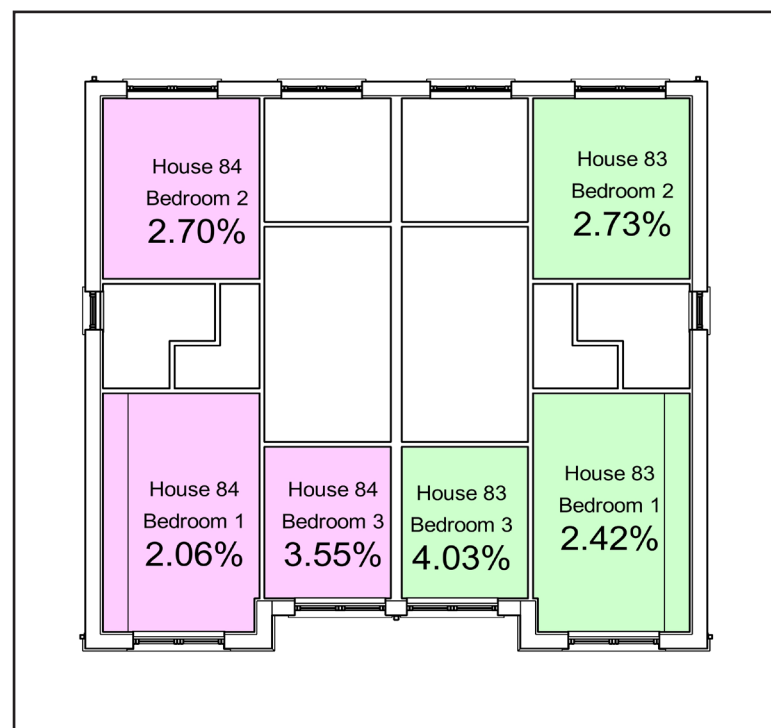 House 84
Bedroom 2
2.70%
House 83
Bedroom 2
2.73%
House 84
Bedroom 1
2.06%
House 84
Bedroom 3
3.55%
House 83
Bedroom 3
4.03%
House 83
Bedroom 1
2.42%